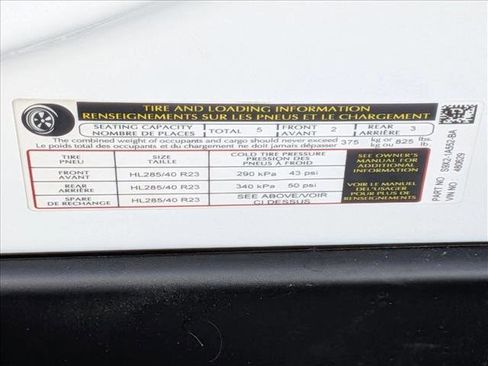 TIRE AND LOADING INFORMATION
RENSEIGNEMENTS SUR LES PNEUS ET LE CHARGEMENT
SEATING CAPACITY
NOMBRE DE PLACES
TOTAL 5
FRONT
AVANT
2
REAR
ARRIÈRE
3
The combined weight of occupants and cargo should never exceed
Le poids total des occupants et du chargement ne doit jamais dépasser
375 kg or
kg ou
825 lbs.
lb.
TIRE
PNEU
SIZE
TAILLE
COLD TIRE PRESSURE
PRESSION DES
PNEUS À FROID
SEE OWNER'S
MANUAL FOR
ADDITIONAL
INFORMATION
FRONT
AVANT
HL285/40 R23
290 kPa 43 psi
REAR
ARRIÈRE
HL285/40 R23
340 kPa 50 psi
VOIR LE MANUEL
DE L'USAGER
POUR PLUS DE
RENSEIGNEMENTS
SPARE
DE RECHANGE
HL285/40 R23
SEE ABOVE/VOIR
CI DESSUS
PART NO
VIN NO